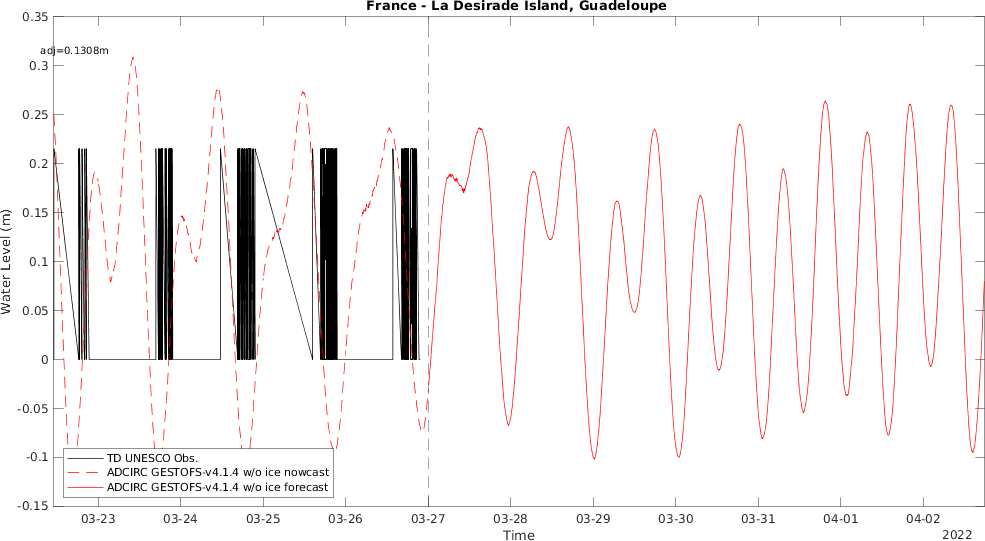 France - La Desirade Island, Guadeloupe
adj=0.1308m
0.35
0.3
0.25
0.2
0.15
0.1
0.05
0
-0.05
-0.1
-0.15
Water Level (m)
TD UNESCO Obs.
ADCIRC GESTOFS-v4.1.4 w/o ice nowcast
ADCIRC GESTOFS-v4.1.4 w/o ice forecast
03-23 03-24 03-25 03-26 03-27 03-28 03-29 03-30 03-31 04-01 04-02
Time
2022